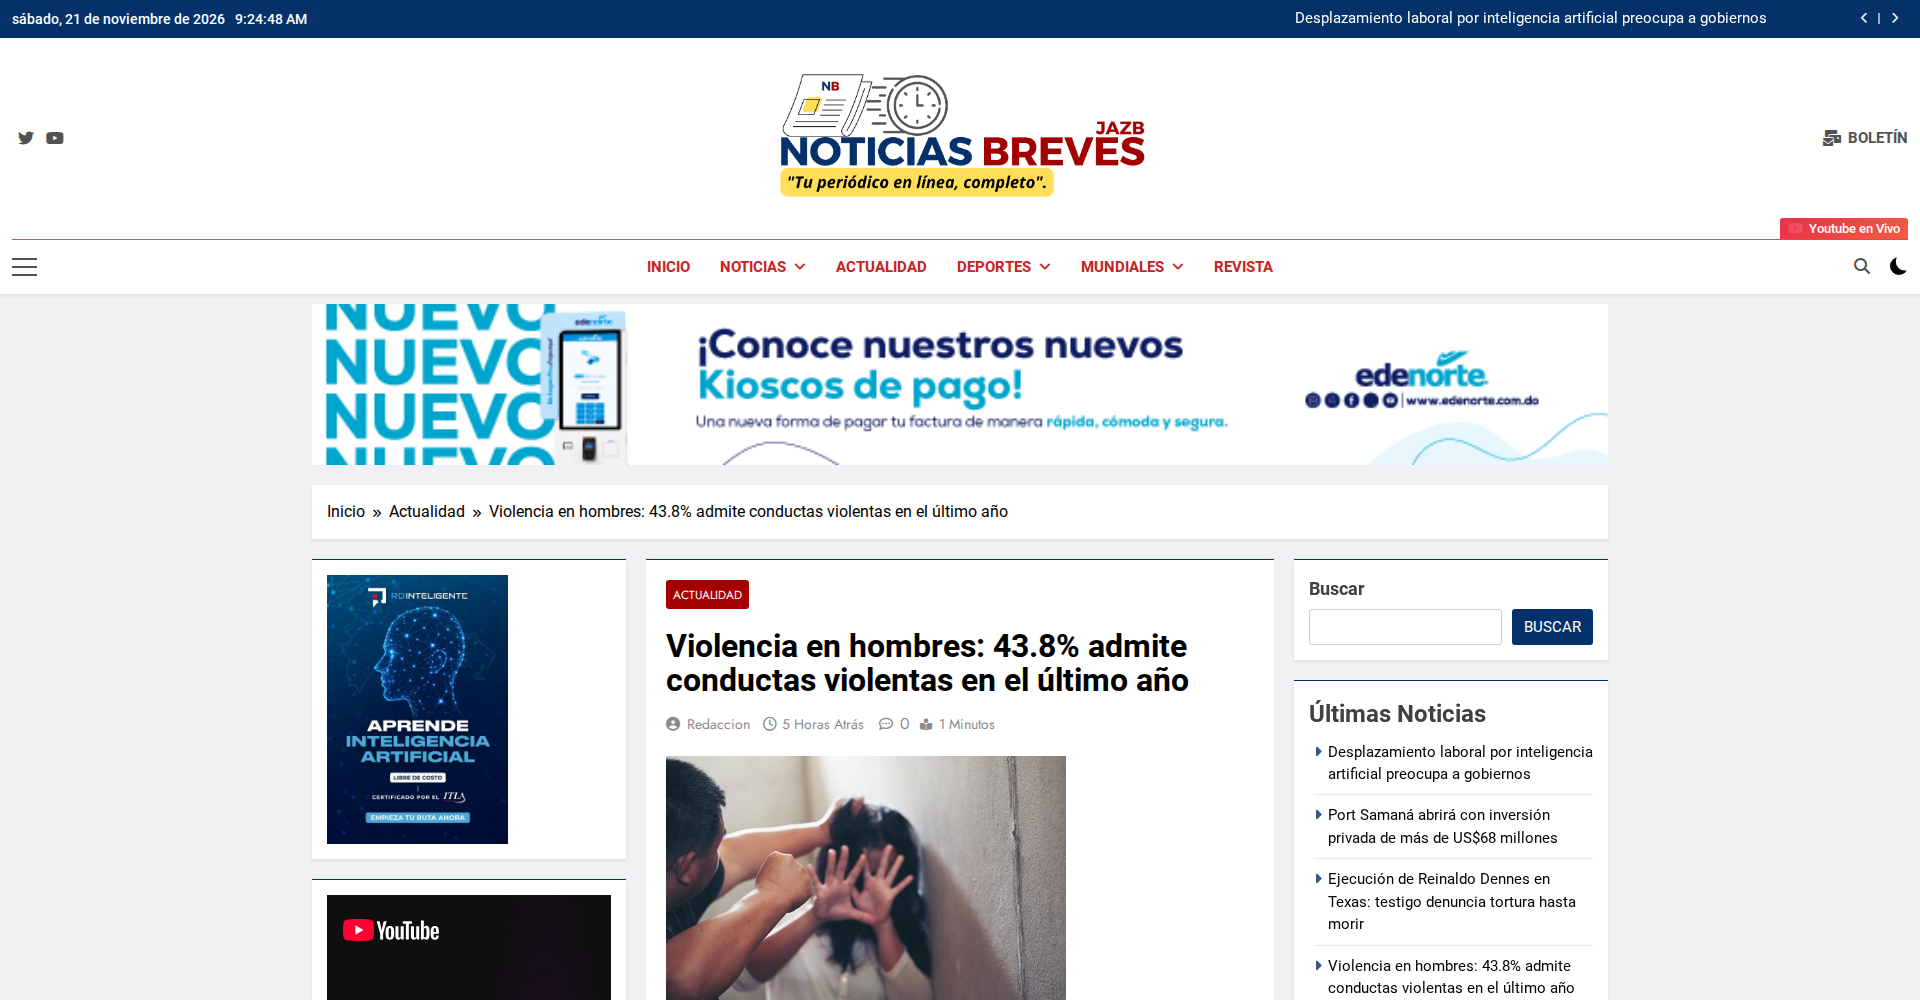 sábado, 21 de noviembre de 2026 9:24:48 AM
Desplazamiento laboral por inteligencia artificial preocupa a gobiernos
NB
JAZB
NOTICIAS BREVES
"Tu periódico en línea, completo".
BOLETÍN
Youtube en Vivo
INICIO
NOTICIAS
ACTUALIDAD
DEPORTES
MUNDIALES
REVISTA
NUEVO
NUEVO
NUEVO
NUEVO
edenorte
¡Conoce nuestros nuevos
Kioscos de pago!
Una nueva forma de pagar tu factura de manera rápida, cómoda y segura.
edenorte
www.edenorte.com.do
Inicio » Actualidad » Violencia en hombres: 43.8% admite conductas violentas en el último año
RD INTELIGENTE
APRENDE
INTELIGENCIA
ARTIFICIAL
LIBRE DE COSTO
CERTIFICADO POR EL ITLA
EMPIEZA TU RUTA AHORA
YouTube
ACTUALIDAD
Violencia en hombres: 43.8% admite
conductas violentas en el último año
Redaccion 5 Horas Atrás 0 1 Minutos
Buscar
BUSCAR
Últimas Noticias
Desplazamiento laboral por inteligencia
artificial preocupa a gobiernos
Port Samaná abrirá con inversión
privada de más de US$68 millones
Ejecución de Reinaldo Dennes en
Texas: testigo denuncia tortura hasta
morir
Violencia en hombres: 43.8% admite
conductas violentas en el último año